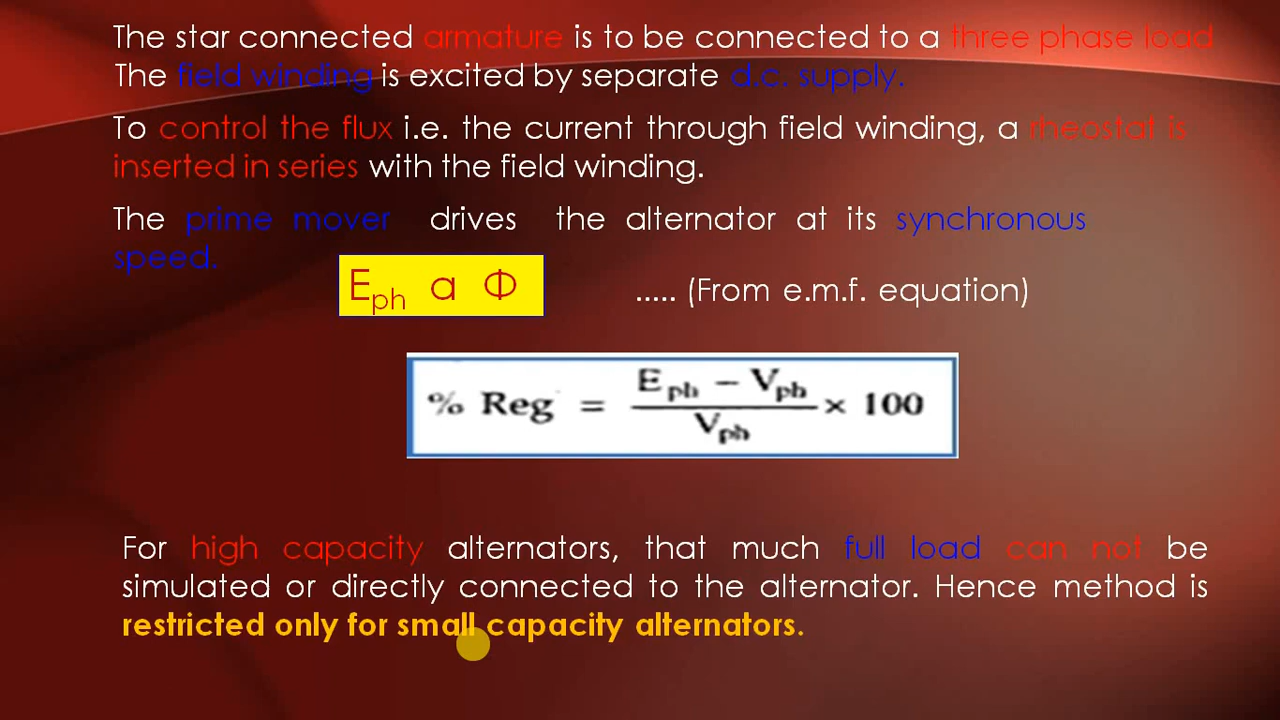 The star connected armature is to be connected to a three phase load
The field winding is excited by separate d.c. supply.
To control the flux i.e. the current through field winding, a rheostat is
inserted in series with the field winding.
The prime mover drives the alternator at its synchronous
speed.
E_ph a Φ ..... (From e.m.f. equation)
% Reg = (E_ph − V_ph) / V_ph × 100
For high capacity alternators, that much full load can not be
simulated or directly connected to the alternator. Hence method is
restricted only for small capacity alternators.